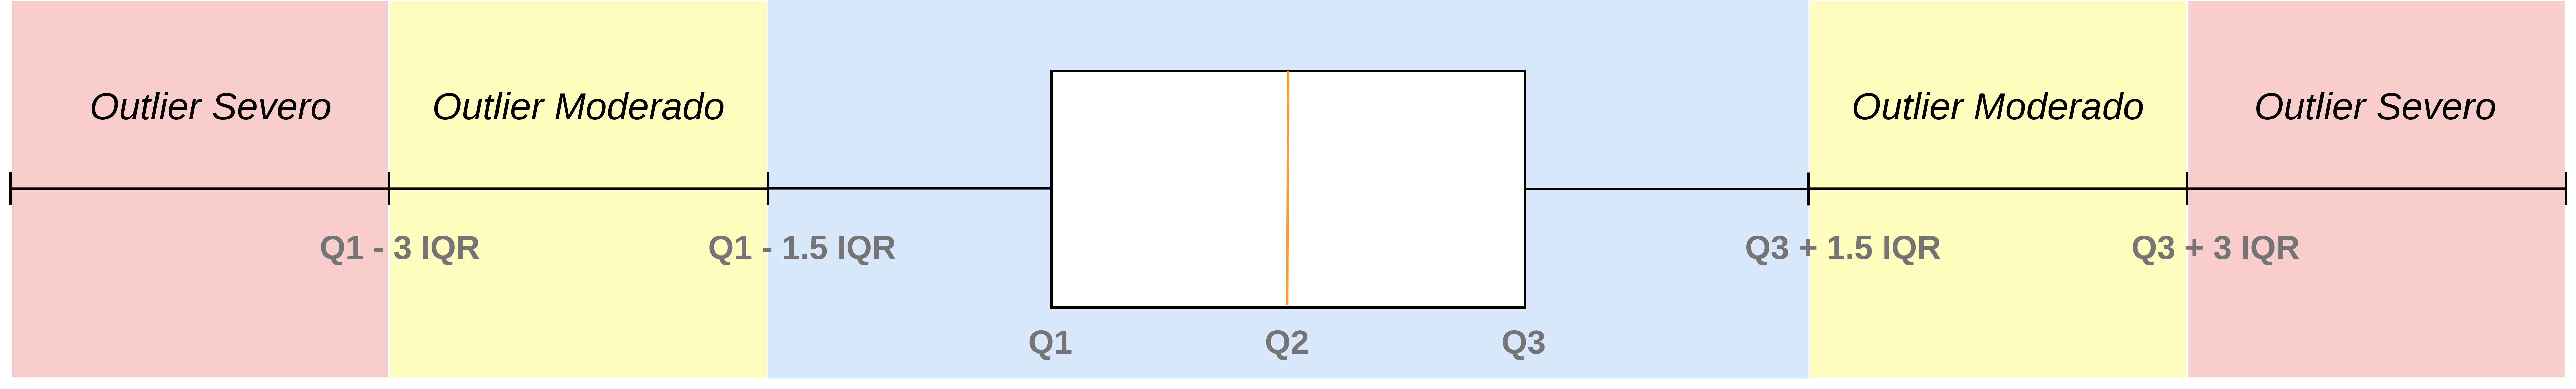 Outlier Severo
Outlier Moderado
Outlier Moderado
Outlier Severo
Q1 - 3 IQR
Q1 - 1.5 IQR
Q3 + 1.5 IQR
Q3 + 3 IQR
Q1
Q2
Q3